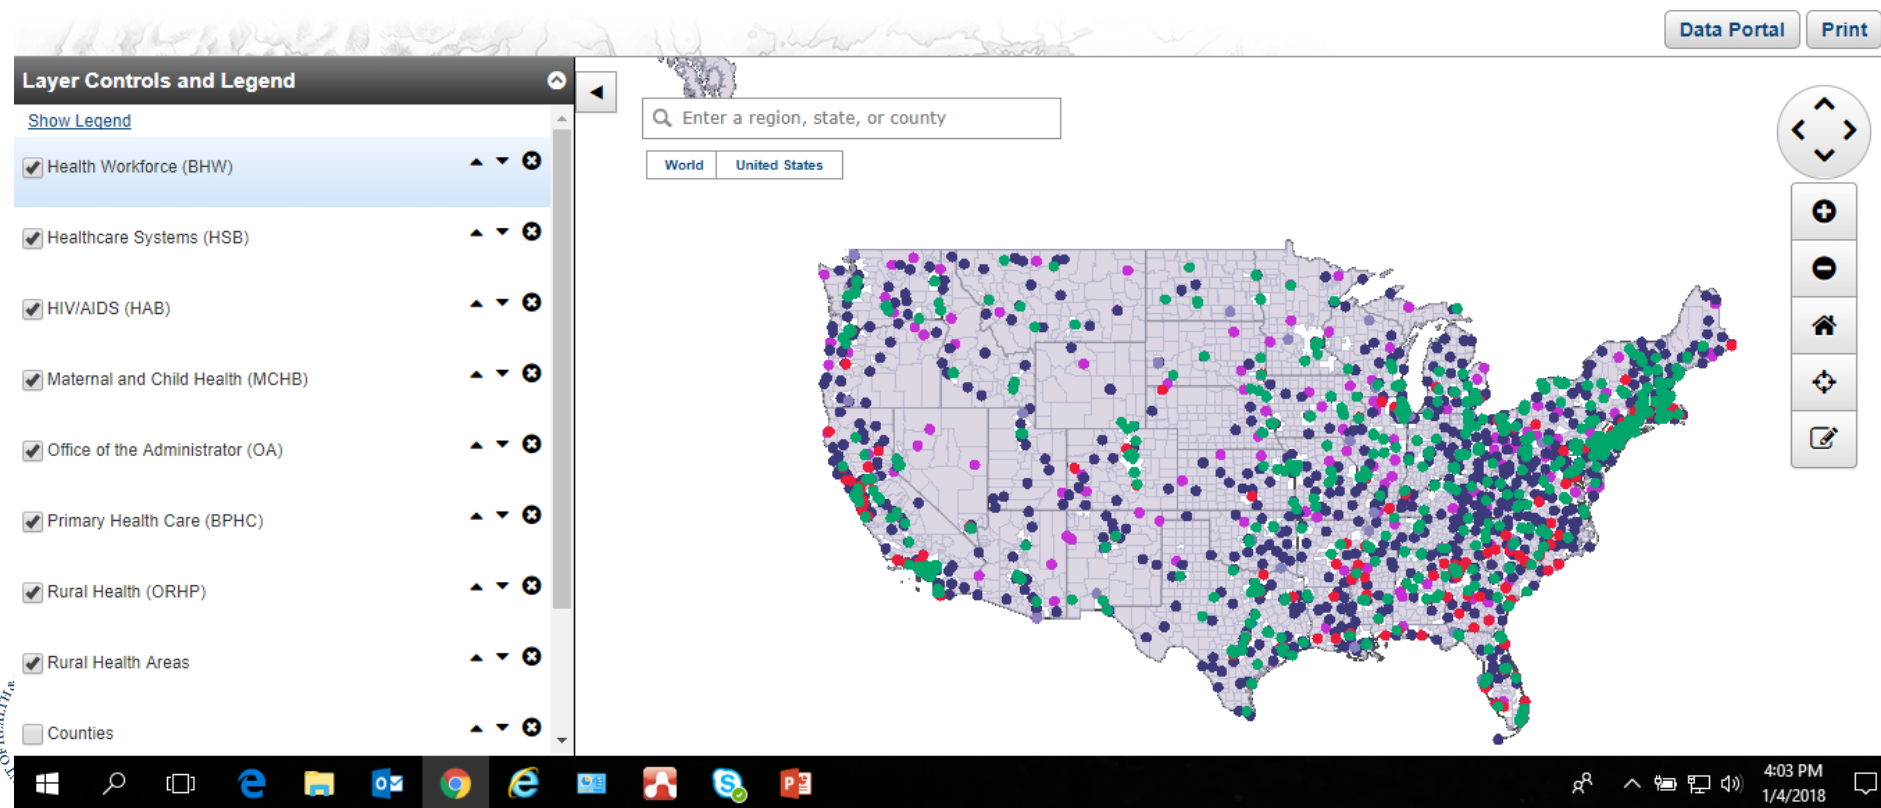 Data Portal
Print
Layer Controls and Legend
Show Legend
Enter a region, state, or county
World
United States
Health Workforce (BHW)
Healthcare Systems (HSB)
HIV/AIDS (HAB)
Maternal and Child Health (MCHB)
Office of the Administrator (OA)
Primary Health Care (BPHC)
Rural Health (ORHP)
Rural Health Areas
Counties
OF HEALTH &
4:03 PM
1/4/2018